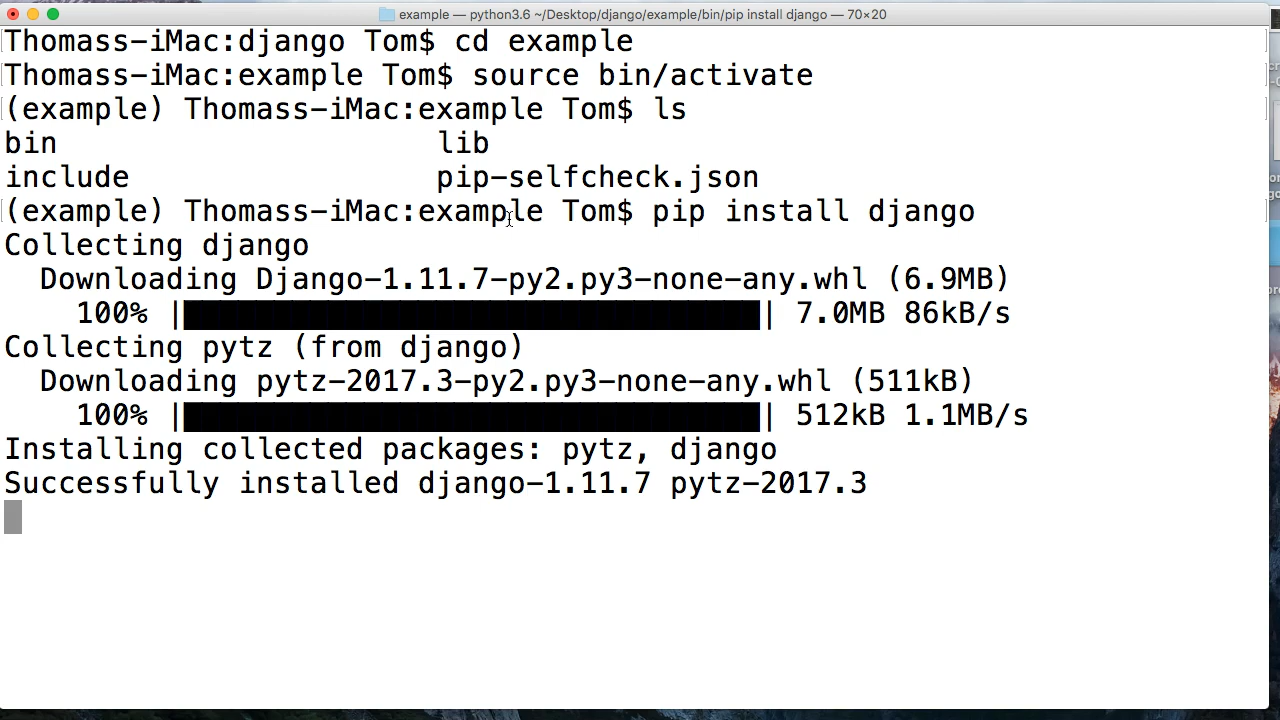 example — python3.6 ~/Desktop/django/example/bin/pip install django — 70×20
Thomass-iMac:django Tom$ cd example
Thomass-iMac:example Tom$ source bin/activate
(example) Thomass-iMac:example Tom$ ls
bin lib
include pip-selfcheck.json
(example) Thomass-iMac:example Tom$ pip install django
Collecting django
Downloading Django-1.11.7-py2.py3-none-any.whl (6.9MB)
100% |████████████████████████████████| 7.0MB 86kB/s
Collecting pytz (from django)
Downloading pytz-2017.3-py2.py3-none-any.whl (511kB)
100% |████████████████████████████████| 512kB 1.1MB/s
Installing collected packages: pytz, django
Successfully installed django-1.11.7 pytz-2017.3